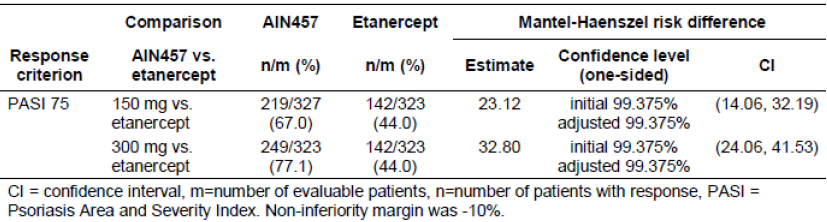 Comparison AIN457 Etanercept Mantel-Haenszel risk difference
Response criterion AIN457 vs. etanercept n/m (%) n/m (%) Estimate Confidence level (one-sided) CI
PASI 75 150 mg vs. etanercept 219/327 (67.0) 142/323 (44.0) 23.12 initial 99.375% adjusted 99.375% (14.06, 32.19)
300 mg vs. etanercept 249/323 (77.1) 142/323 (44.0) 32.80 initial 99.375% adjusted 99.375% (24.06, 41.53)
CI = confidence interval, m=number of evaluable patients, n=number of patients with response, PASI =
Psoriasis Area and Severity Index. Non-inferiority margin was -10%.